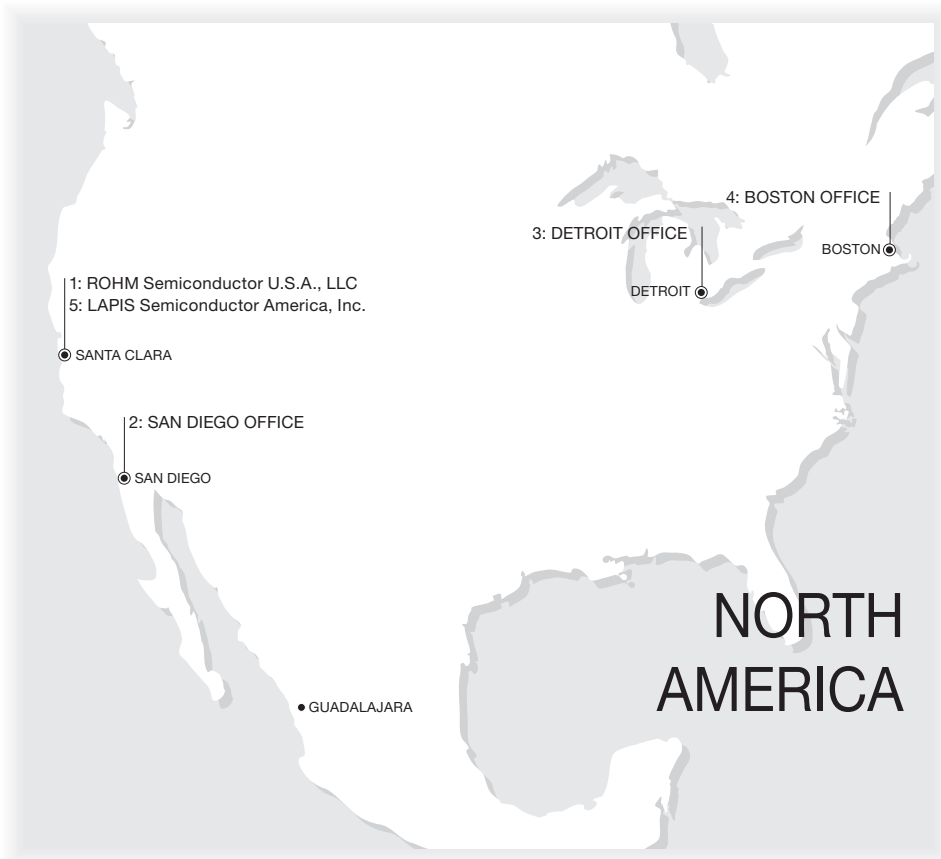 4: BOSTON OFFICE
3: DETROIT OFFICE
BOSTON
1: ROHM Semiconductor U.S.A., LLC
DETROIT
5: LAPIS Semiconductor America, Inc.
SANTA CLARA
2: SAN DIEGO OFFICE
SAN DIEGO
NORTH
AMERICA
GUADALAJARA